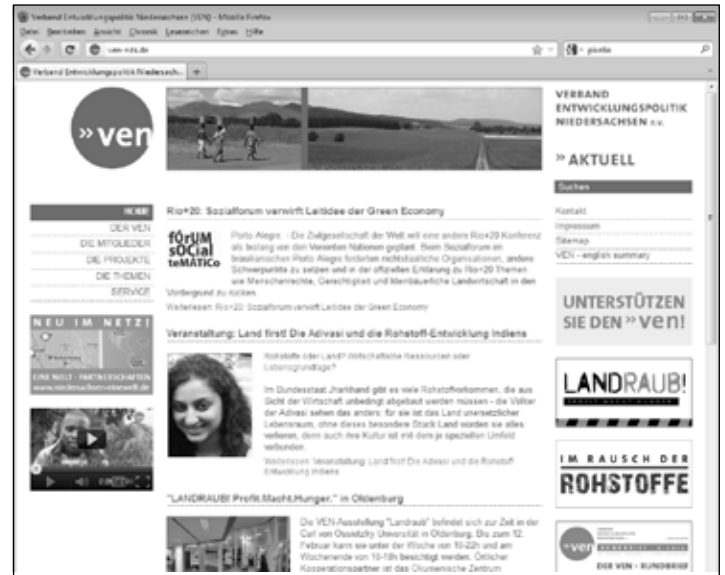 Verband Entwicklungspolitik Niedersachsen (VEN) - Mozilla Firefox
Datei Bearbeiten Ansicht Chronik Lesezeichen Extras Hilfe
ven-nds.de
Verband Entwicklungspolitik Niedersach...
»ven
VERBAND
ENTWICKLUNGSPOLITIK
NIEDERSACHSEN e.v.
» AKTUELL
Suchen
Kontakt
Impressum
Sitemap
VEN - english summary
HOME
DER VEN
DIE MITGLIEDER
DIE PROJEKTE
DIE THEMEN
SERVICE
NEU IM NETZ!
EINE WELT - PARTNERSCHAFTEN
www.niedersachsen-einewelt.de
Rio+20: Sozialforum verwirft Leitidee der Green Economy
fÓrUM
sOCial
teMÁTiCo
Porto Alegre. - Die Zivilgesellschaft der Welt will eine andere Rio+20 Konferenz
als bislang von den Vereinten Nationen geplant. Beim Sozialforum im
brasilianischen Porto Alegre forderten nichtstaatliche Organisationen, andere
Schwerpunkte zu setzen und in der offiziellen Erklärung zu Rio+20 Themen
wie Menschenrechte, Gerechtigkeit und kleinbäuerliche Landwirtschaft in den
Vordergrund zu rücken.
Weiterlesen: Rio+20: Sozialforum verwirft Leitidee der Green Economy
Veranstaltung: Land first! Die Adivasi und die Rohstoff-Entwicklung Indiens
Rohstoffe oder Land? Wirtschaftliche Ressourcen oder
Lebensgrundlage?
Im Bundesstaat Jharkhand gibt es viele Rohstoffvorkommen, die aus
Sicht der Wirtschaft unbedingt abgebaut werden müssen - die Völker
der Adivasi sehen das anders: für sie ist das Land unersetzlicher
Lebensraum, ohne dieses besondere Stück Land würden sie alles
verlieren, denn auch ihre Kultur ist mit dem je speziellen Umfeld
verbunden.
Weiterlesen: Veranstaltung: Land first! Die Adivasi und die Rohstoff-
Entwicklung Indiens
"LANDRAUB! Profit.Macht.Hunger." in Oldenburg
Die VEN-Ausstellung "Landraub" befindet sich zur Zeit in der
Carl von Ossietzky Universität in Oldenburg. Bis zum 12.
Februar kann sie unter der Woche von 10-22h und am
Wochenende von 10-18h besichtigt werden. Örtlicher
Kooperationspartner ist das Ökumenische Zentrum
UNTERSTÜTZEN
SIE DEN »ven!
LANDRAUB!
PROFIT.MACHT.HUNGER
IM RAUSCH DER
ROHSTOFFE
»ven
DER VEN - RUNDBRIEF